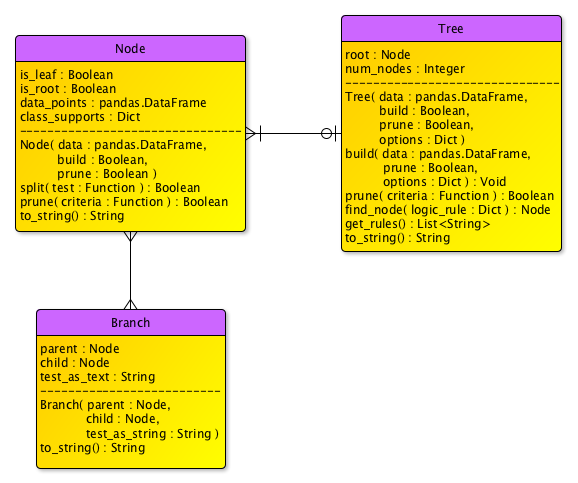 Node
is_leaf : Boolean
is_root : Boolean
data_points : pandas.DataFrame
class_supports : Dict
Node( data : pandas.DataFrame,
build : Boolean,
prune : Boolean )
split( test : Function ) : Boolean
prune( criteria : Function ) : Boolean
to_string() : String
Tree
root : Node
num_nodes : Integer
Tree( data : pandas.DataFrame,
build : Boolean,
prune : Boolean,
options : Dict )
build( data : pandas.DataFrame,
prune : Boolean,
options : Dict ) : Void
prune( criteria : Function ) : Boolean
find_node( logic_rule : Dict ) : Node
get_rules() : List<String>
to_string() : String
Branch
parent : Node
child : Node
test_as_text : String
Branch( parent : Node,
child : Node,
test_as_string : String )
to_string() : String